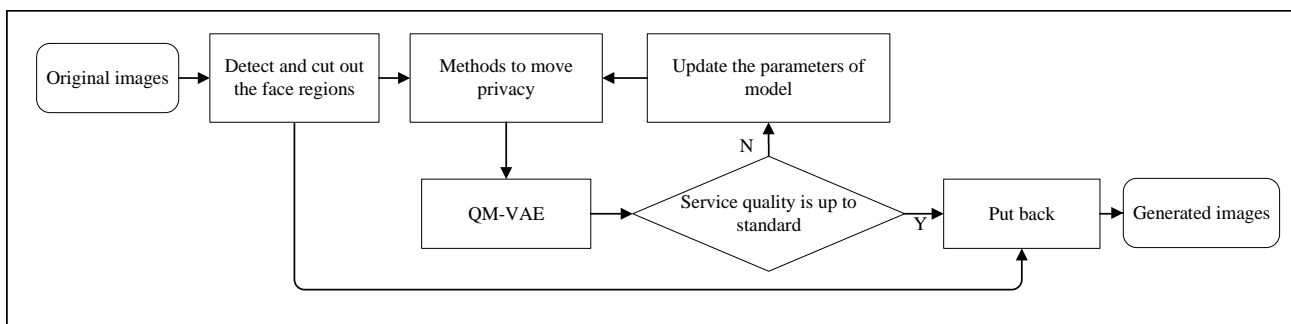 Original images
Detect and cut out
the face regions
Methods to move
privacy
Update the parameters of
model
N
QM-VAE
Service quality is up to
standard
Y
Put back
Generated images